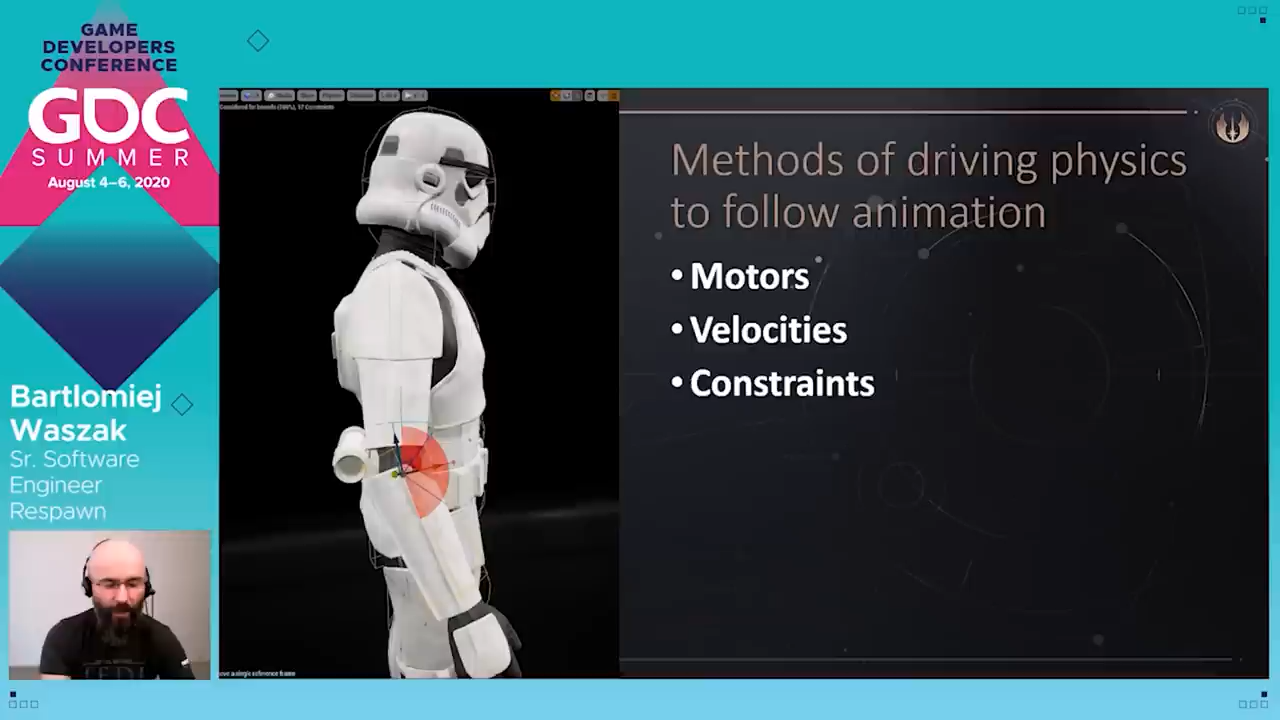 GAME
DEVELOPERS
CONFERENCE
GDC
SUMMER
August 4–6, 2020
Bartlomiej
Waszak
Sr. Software
Engineer
Respawn
JEDI
Methods of driving physics
to follow animation
• Motors
• Velocities
• Constraints